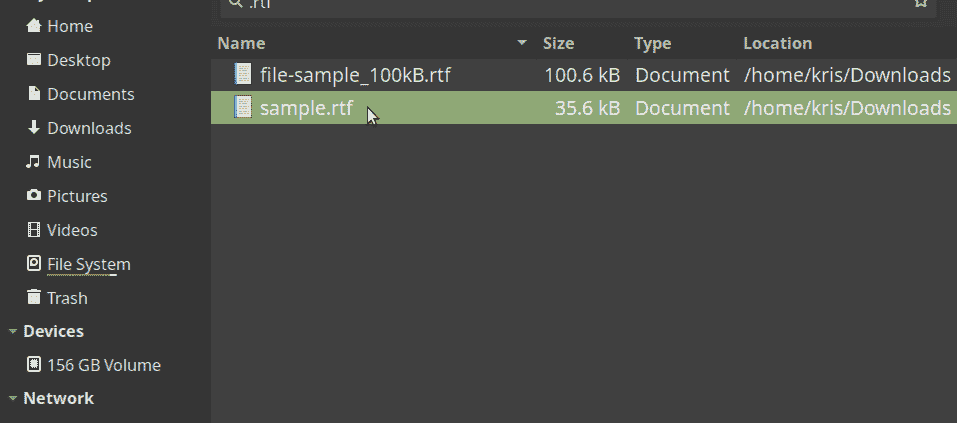 .rtf
Home
Desktop
Documents
Downloads
Music
Pictures
Videos
File System
Trash
Devices
156 GB Volume
Network
Name Size Type Location
file-sample_100kB.rtf 100.6 kB Document /home/kris/Downloads
sample.rtf 35.6 kB Document /home/kris/Downloads